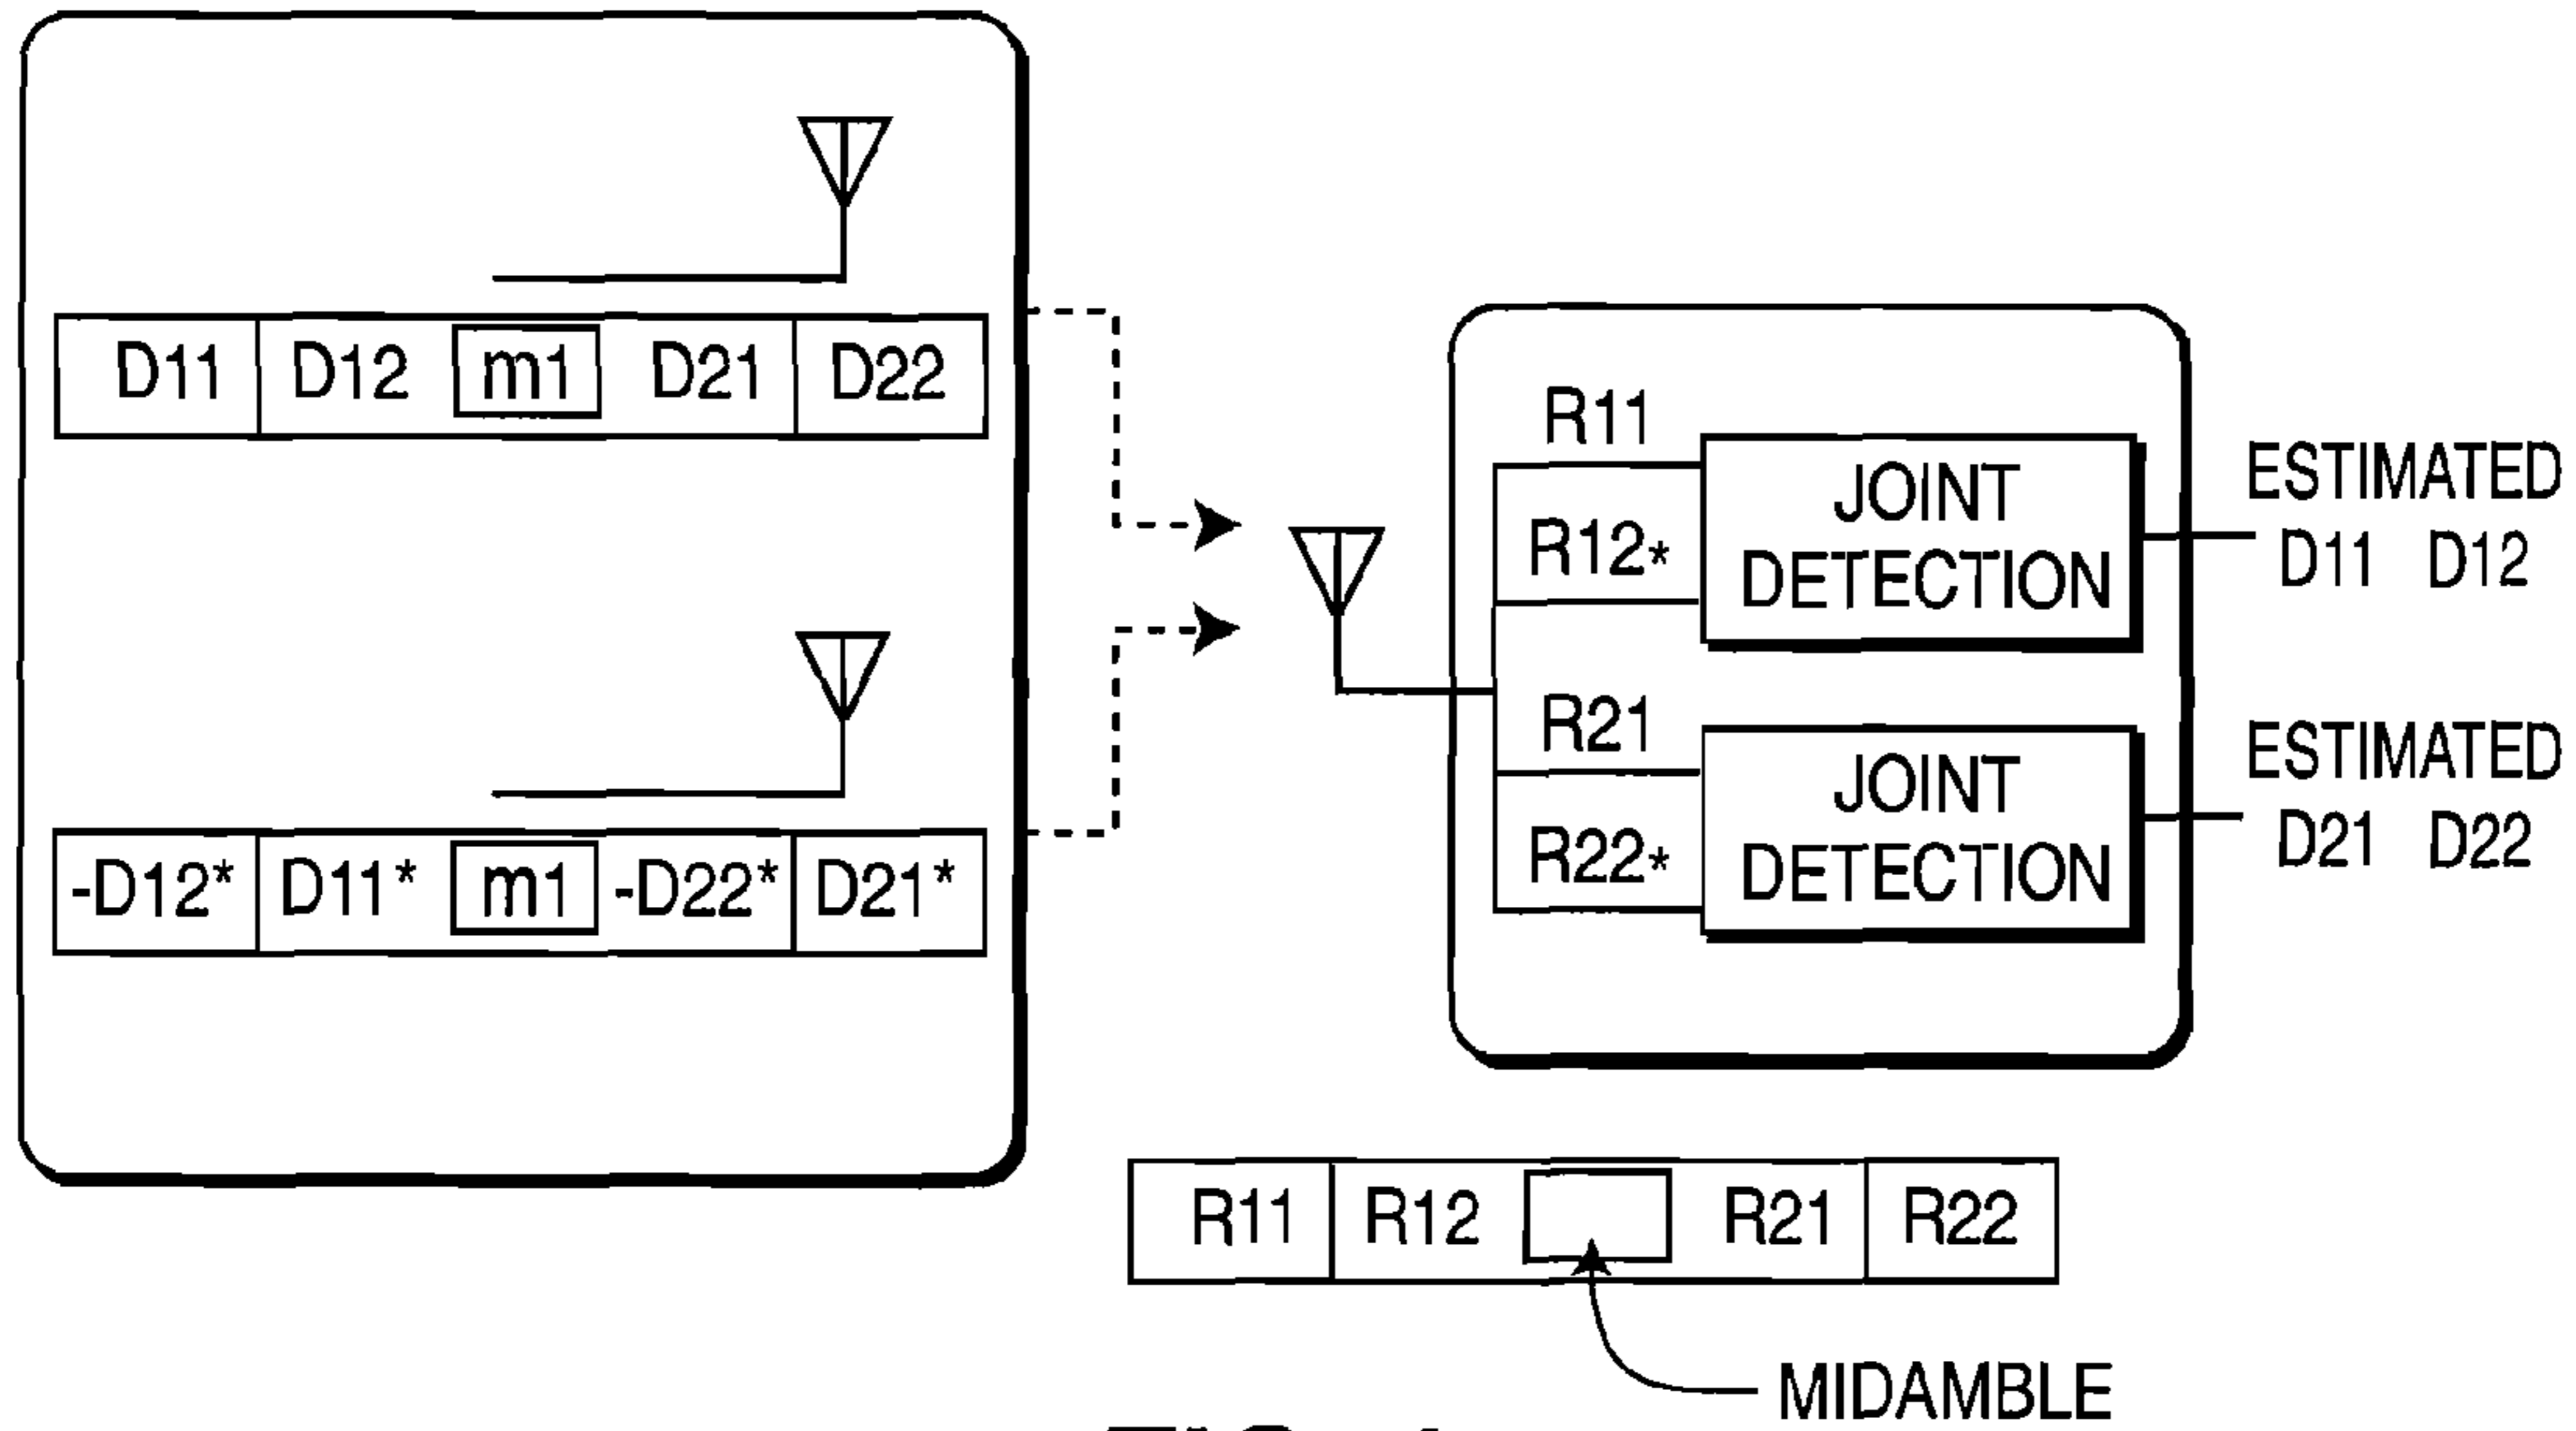 D11 D12 m1 D21 D22
-D12* D11* m1 -D22* D21*
R11
R12*
JOINT
DETECTION
ESTIMATED
D11 D12
R21
R22*
JOINT
DETECTION
ESTIMATED
D21 D22
R11 R12 R21 R22
MIDAMBLE